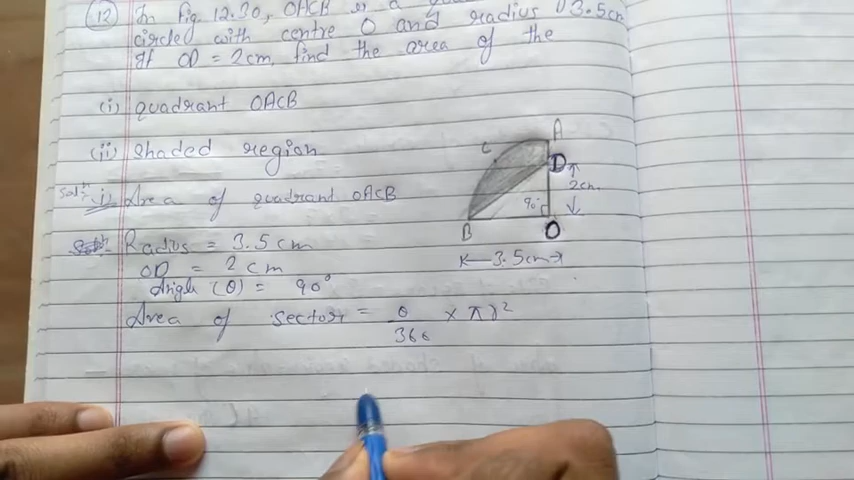 (12) In Fig. 12.30, OACB is a
circle with centre O and radius 3.5cm
If OD = 2cm, find the area of the
(i) quadrant OACB
(ii) shaded region
Solⁿ: i) Area of quadrant OACB
Radius = 3.5 cm
OD = 2 cm
Angle (θ) = 90°
Area of sector = θ/360 × πr²
A
C
D
2cm.
90°
B
O
3.5cm